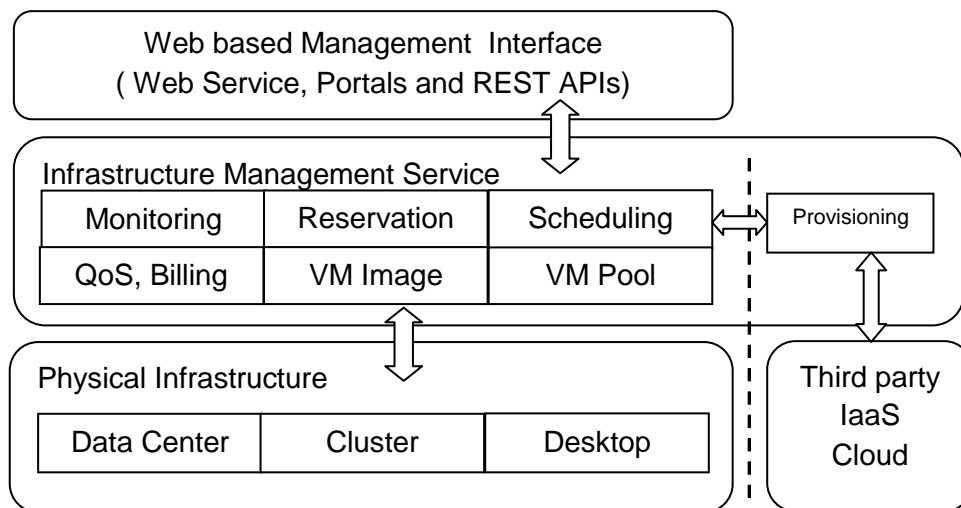 Web based Management Interface
( Web Service, Portals and REST APIs)
Infrastructure Management Service
Monitoring
Reservation
Scheduling
Provisioning
QoS, Billing
VM Image
VM Pool
Physical Infrastructure
Data Center
Cluster
Desktop
Third party
IaaS
Cloud